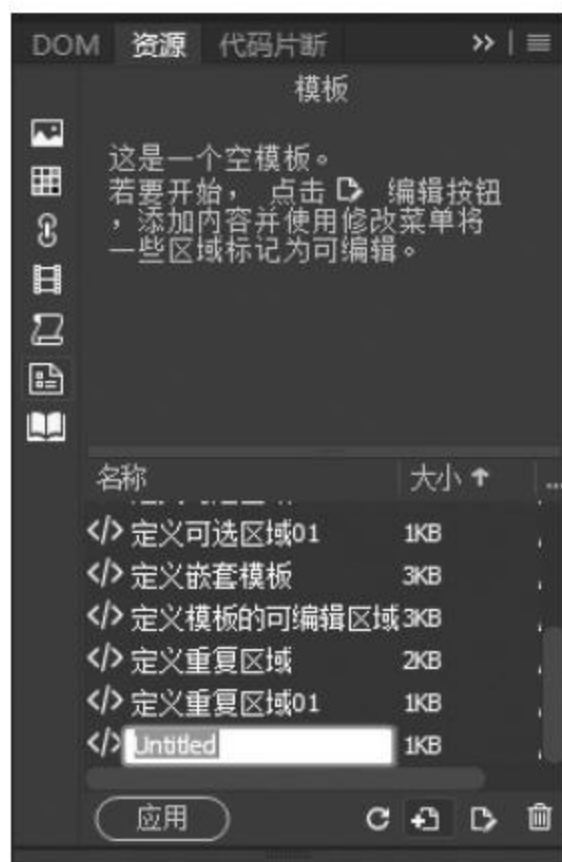 DOM 资源 代码片断
模板
这是一个空模板。
若要开始， 点击 编辑按钮
，添加内容并使用修改菜单将
一些区域标记为可编辑。
名称 大小 ...
</> 定义可选区域01 1KB
</> 定义嵌套模板 3KB
</> 定义模板的可编辑区域 3KB
</> 定义重复区域 2KB
</> 定义重复区域01 1KB
</> Untitled 1KB
应用